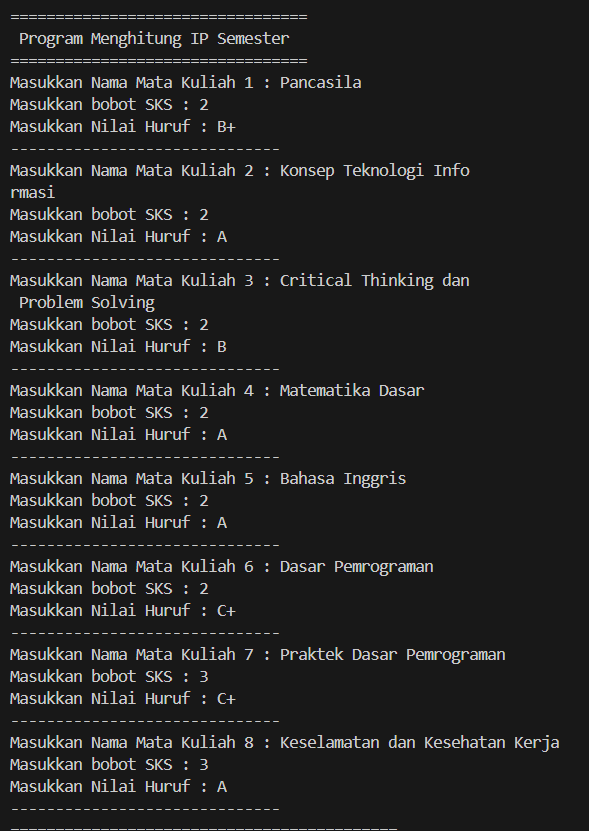 =================================
 Program Menghitung IP Semester
=================================
Masukkan Nama Mata Kuliah 1 : Pancasila
Masukkan bobot SKS : 2
Masukkan Nilai Huruf : B+
------------------------------
Masukkan Nama Mata Kuliah 2 : Konsep Teknologi Info
rmasi
Masukkan bobot SKS : 2
Masukkan Nilai Huruf : A
------------------------------
Masukkan Nama Mata Kuliah 3 : Critical Thinking dan
 Problem Solving
Masukkan bobot SKS : 2
Masukkan Nilai Huruf : B
------------------------------
Masukkan Nama Mata Kuliah 4 : Matematika Dasar
Masukkan bobot SKS : 2
Masukkan Nilai Huruf : A
------------------------------
Masukkan Nama Mata Kuliah 5 : Bahasa Inggris
Masukkan bobot SKS : 2
Masukkan Nilai Huruf : A
------------------------------
Masukkan Nama Mata Kuliah 6 : Dasar Pemrograman
Masukkan bobot SKS : 2
Masukkan Nilai Huruf : C+
------------------------------
Masukkan Nama Mata Kuliah 7 : Praktek Dasar Pemrograman
Masukkan bobot SKS : 3
Masukkan Nilai Huruf : C+
------------------------------
Masukkan Nama Mata Kuliah 8 : Keselamatan dan Kesehatan Kerja
Masukkan bobot SKS : 3
Masukkan Nilai Huruf : A
------------------------------
===========================================